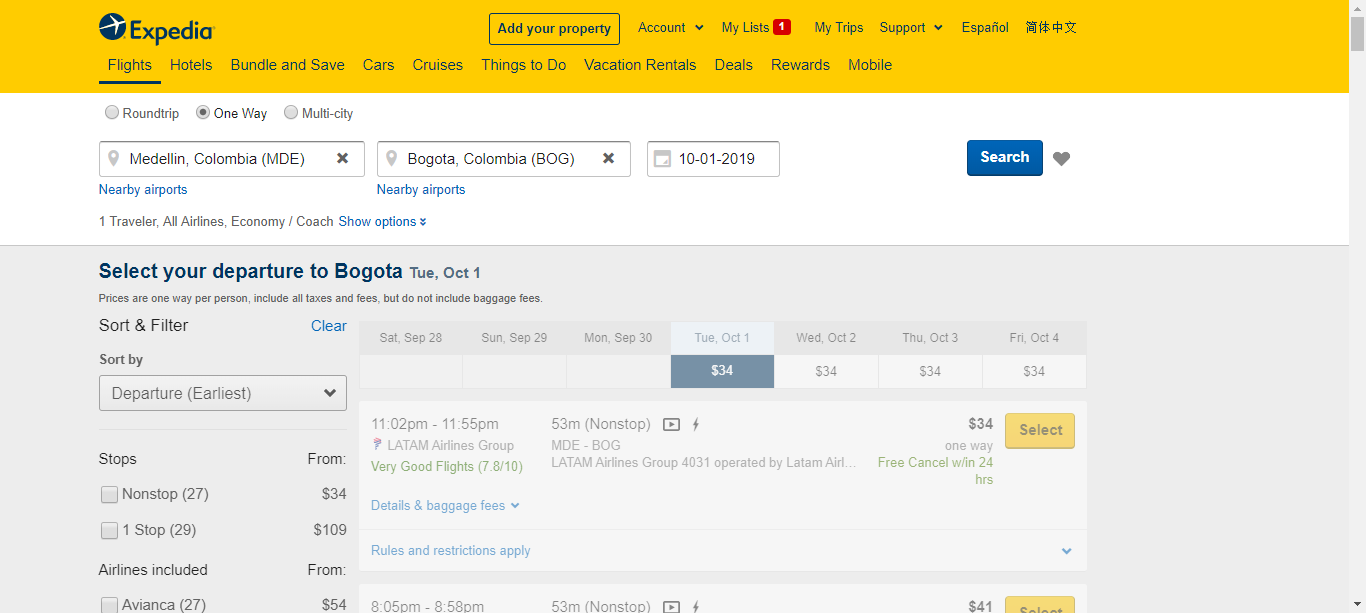 Expedia
Add your property
Account
My Lists 1
My Trips
Support
Español
简体中文
Flights
Hotels
Bundle and Save
Cars
Cruises
Things to Do
Vacation Rentals
Deals
Rewards
Mobile
Roundtrip
One Way
Multi-city
Medellin, Colombia (MDE)
Bogota, Colombia (BOG)
10-01-2019
Search
Nearby airports
Nearby airports
1 Traveler, All Airlines, Economy / Coach Show options
Select your departure to Bogota Tue, Oct 1
Prices are one way per person, include all taxes and fees, but do not include baggage fees.
Sort & Filter
Clear
Sort by
Departure (Earliest)
Stops
From:
Nonstop (27)
$34
1 Stop (29)
$109
Airlines included
From:
Avianca (27)
$54
Sat, Sep 28
Sun, Sep 29
Mon, Sep 30
Tue, Oct 1
Wed, Oct 2
Thu, Oct 3
Fri, Oct 4
$34
$34
$34
$34
11:02pm - 11:55pm
LATAM Airlines Group
Very Good Flights (7.8/10)
53m (Nonstop)
MDE - BOG
LATAM Airlines Group 4031 operated by Latam Airl...
$34
one way
Free Cancel w/in 24
hrs
Select
Details & baggage fees
Rules and restrictions apply
8:05pm - 8:58pm
53m (Nonstop)
$41
Select